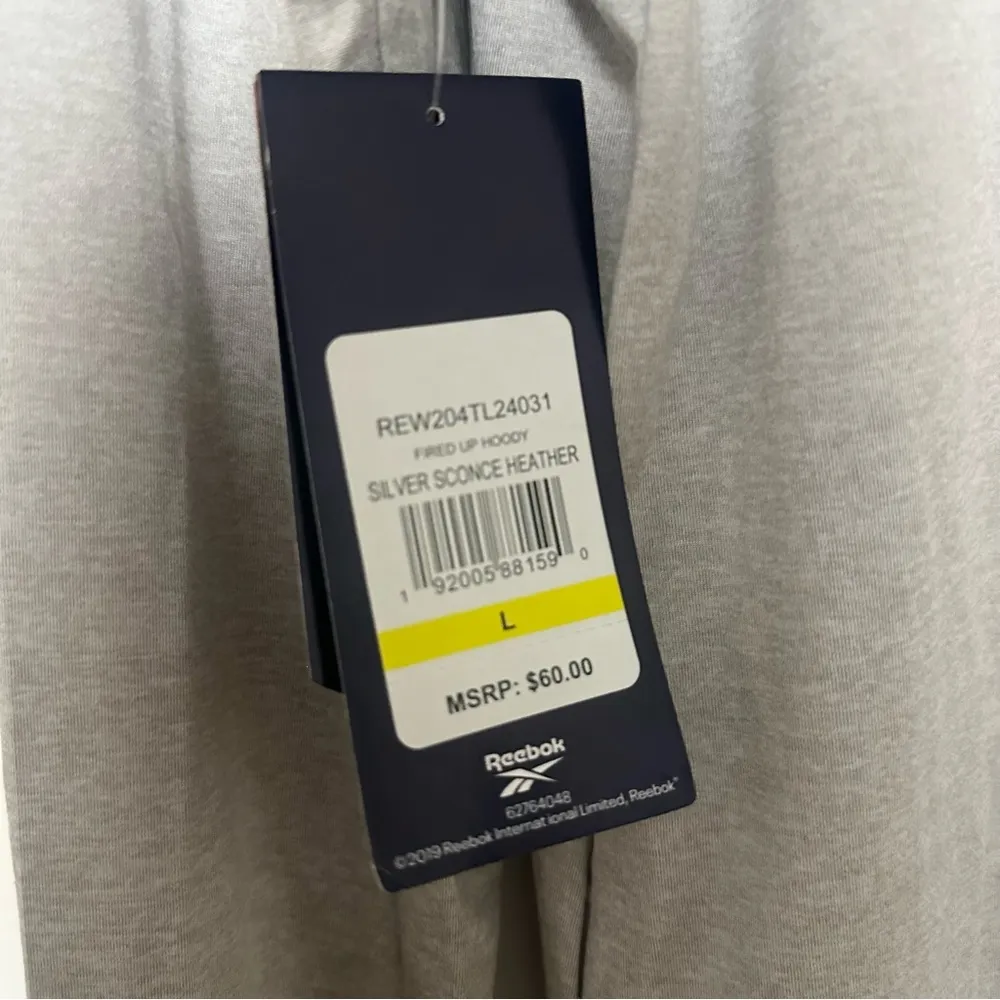 REW204TL24031
FIRED UP HOODY
SILVER SCONCE HEATHER
1 92005 88159 0
L
MSRP: $60.00
Reebok
62764048
©2019 Reebok International Limited, Reebok™